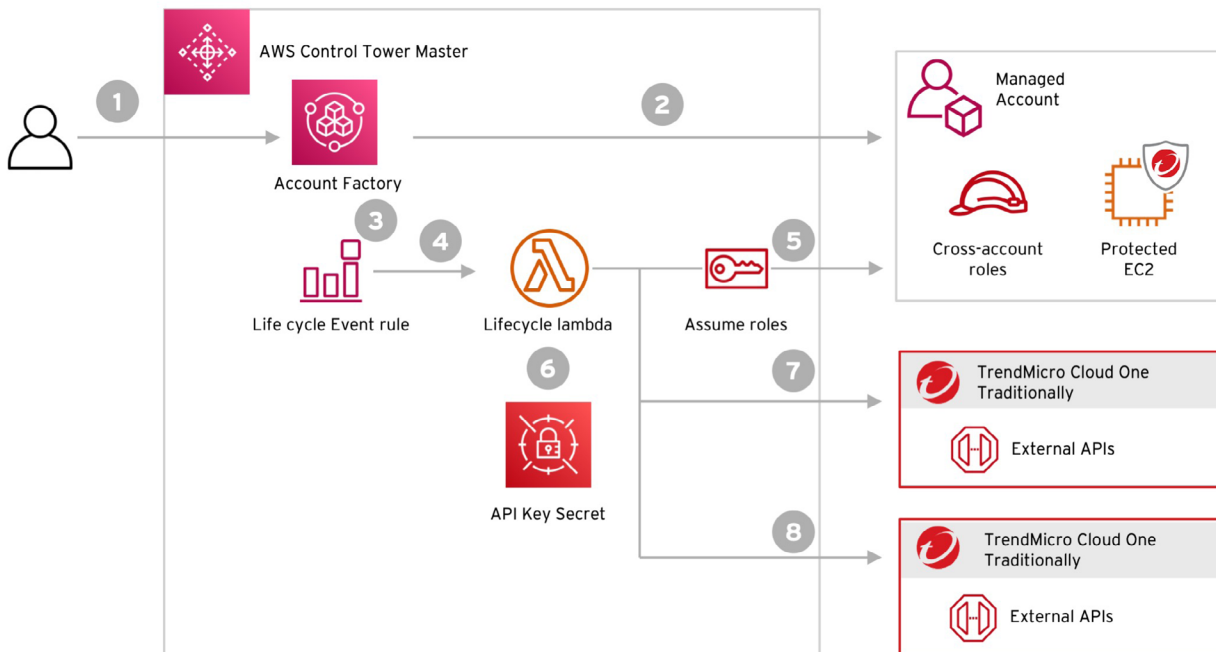 AWS Control Tower Master
1
2
Managed
Account
Account Factory
Cross-account
roles
Protected
EC2
3
4
5
Life cycle Event rule
Lifecycle lambda
Assume roles
6
7
TrendMicro Cloud One
Traditionally
External APIs
API Key Secret
8
TrendMicro Cloud One
Traditionally
External APIs